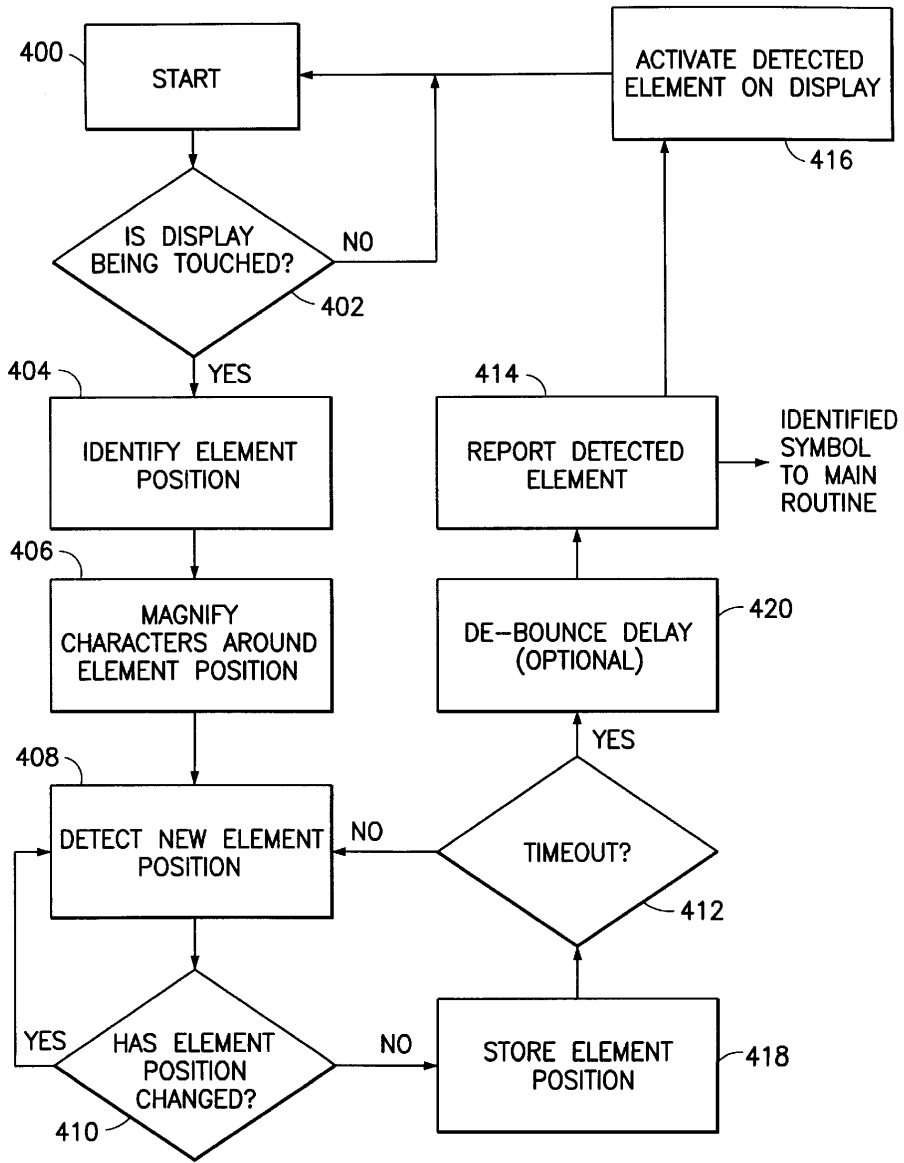 400
START
ACTIVATE DETECTED
ELEMENT ON DISPLAY
416
IS DISPLAY
BEING TOUCHED?
NO
402
YES
404
IDENTIFY ELEMENT
POSITION
414
REPORT DETECTED
ELEMENT
IDENTIFIED
SYMBOL
TO MAIN
ROUTINE
406
MAGNIFY
CHARACTERS AROUND
ELEMENT POSITION
DE-BOUNCE DELAY
(OPTIONAL)
420
YES
408
DETECT NEW ELEMENT
POSITION
NO
TIMEOUT?
412
YES
HAS ELEMENT
POSITION
CHANGED?
410
NO
STORE ELEMENT
POSITION
418